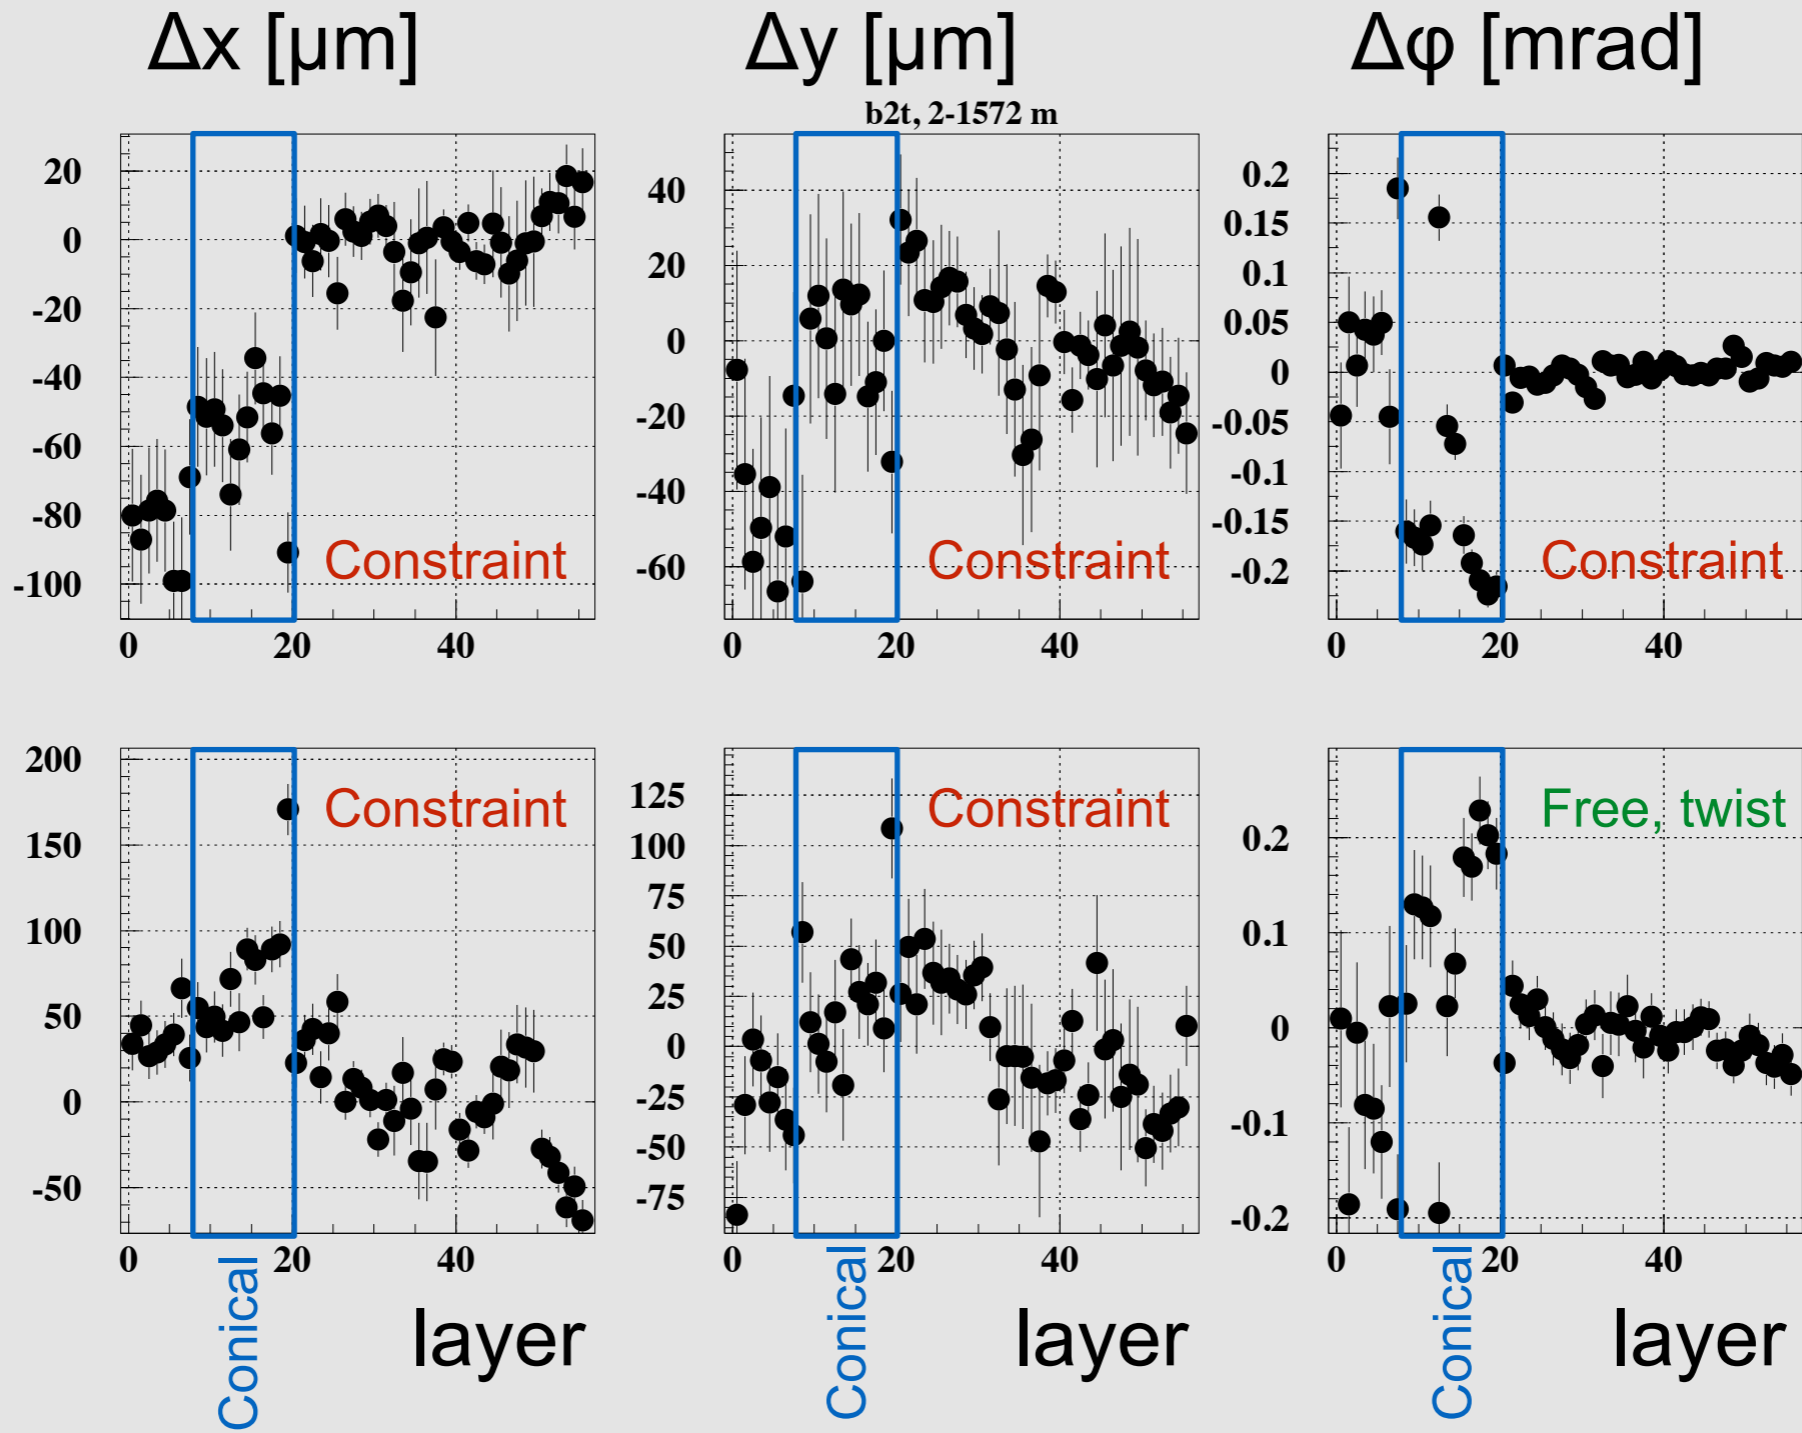 Δx [μm] Δy [μm] Δφ [mrad]
b2t, 2-1572 m
20
0
-20
-40
-60
-80
-100
0 20 40
Constraint
40
20
0
-20
-40
-60
0 20 40
Constraint
0.2
0.15
0.1
0.05
0
-0.05
-0.1
-0.15
-0.2
0 20 40
Constraint
200
150
100
50
0
-50
0 20 40
Constraint
Conical
layer
125
100
75
50
25
0
-25
-50
-75
0 20 40
Constraint
Conical
layer
0.2
0.1
0
-0.1
-0.2
0 20 40
Free, twist
Conical
layer